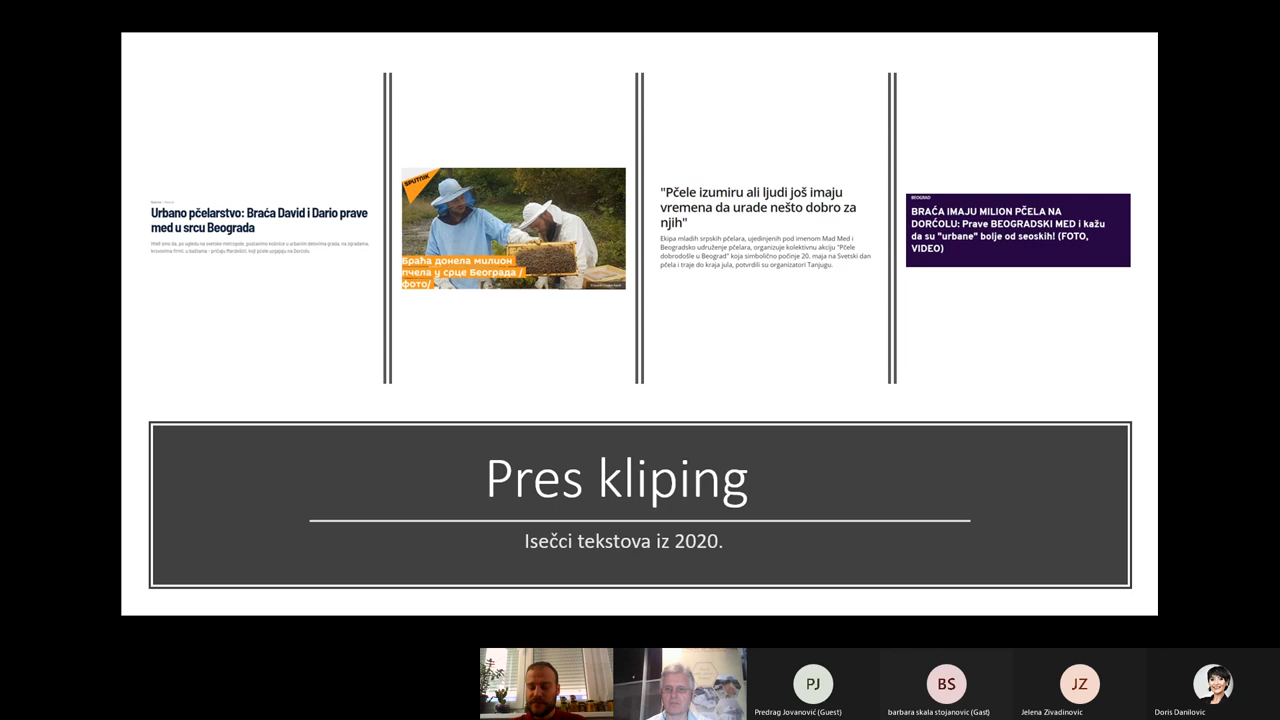 Urbano pčelarstvo: Braća David i Dario prave
med u srcu Beograda
SPUTNIK
Браћа донела милион
пчела у срце Београда /
фото/
"Pčele izumiru ali ljudi još imaju
vremena da urade nešto dobro za
njih"
Ekipa mladih srpskih pčelara, ujedinjenih pod imenom Mad Med i
Beogradsko udruženje pčelara, organizuje kolektivnu akciju "Pčele
dobrodošle u Beograd" koja simbolično počinje 20. maja na Svetski dan
pčela i traje do kraja jula, potvrdili su organizatori Tanjugu.
BEOGRAD
BRAĆA IMAJU MILION PČELA NA
DORĆOLU: Prave BEOGRADSKI MED i kažu
da su "urbane" bolje od seoskih! (FOTO,
VIDEO)
Pres kliping
Isečci tekstova iz 2020.
PJ
BS
JZ
Predrag Jovanović (Guest)
barbara skala stojanovic (Gast)
Jelena Zivadinovic
Doris Danilovic